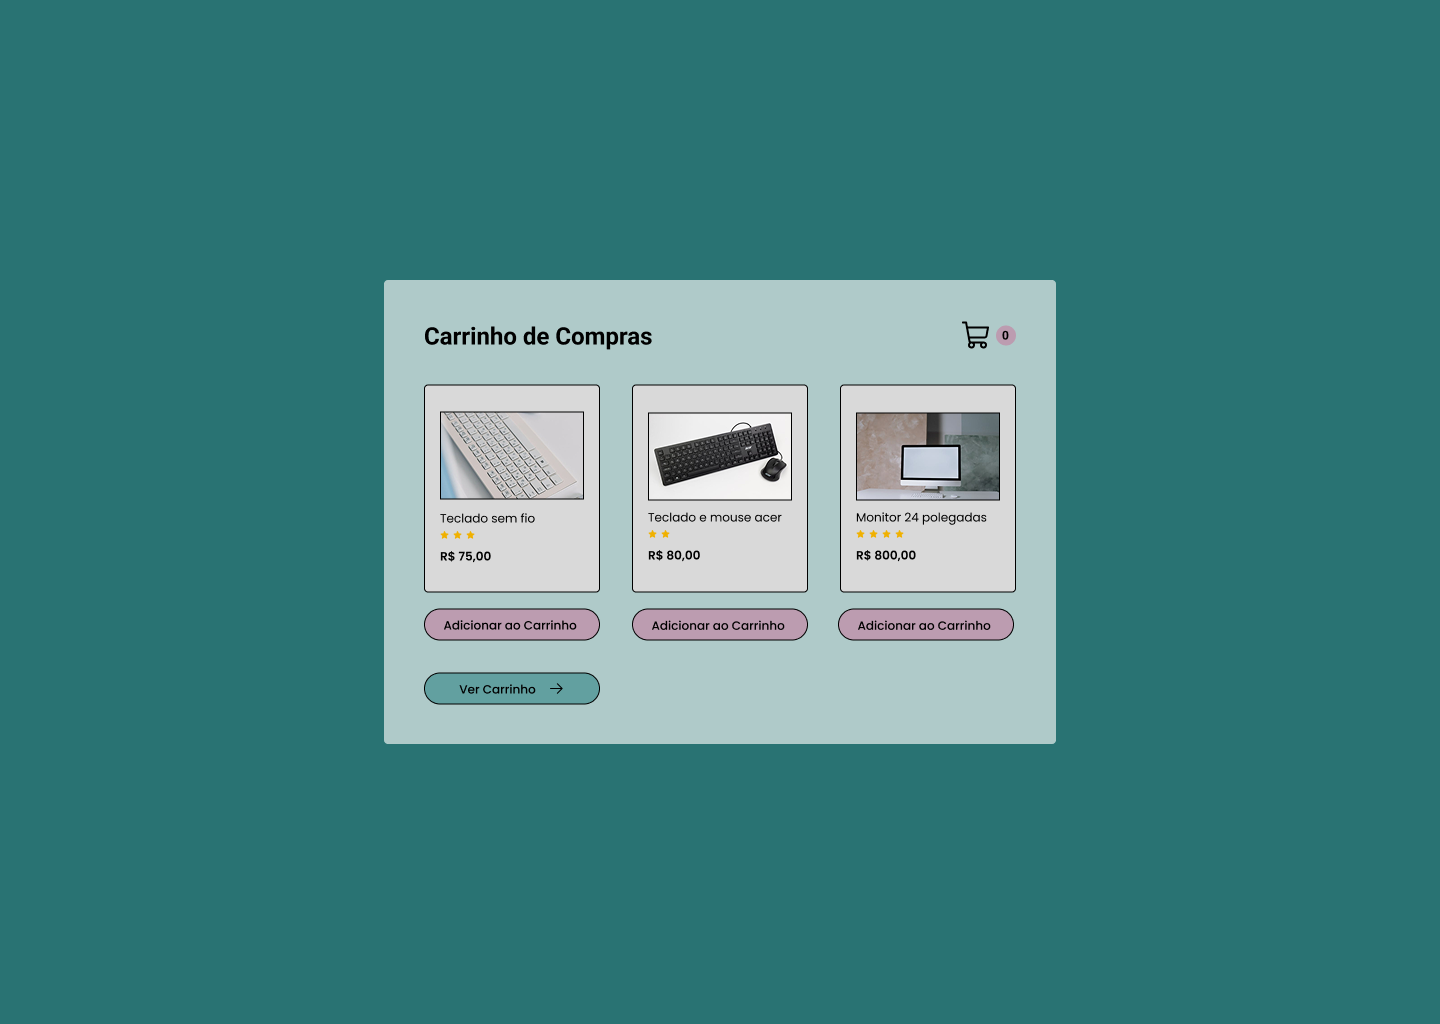 Carrinho de Compras
0
Teclado sem fio
R$ 75,00
Adicionar ao Carrinho
Teclado e mouse acer
R$ 80,00
Adicionar ao Carrinho
Monitor 24 polegadas
R$ 800,00
Adicionar ao Carrinho
Ver Carrinho